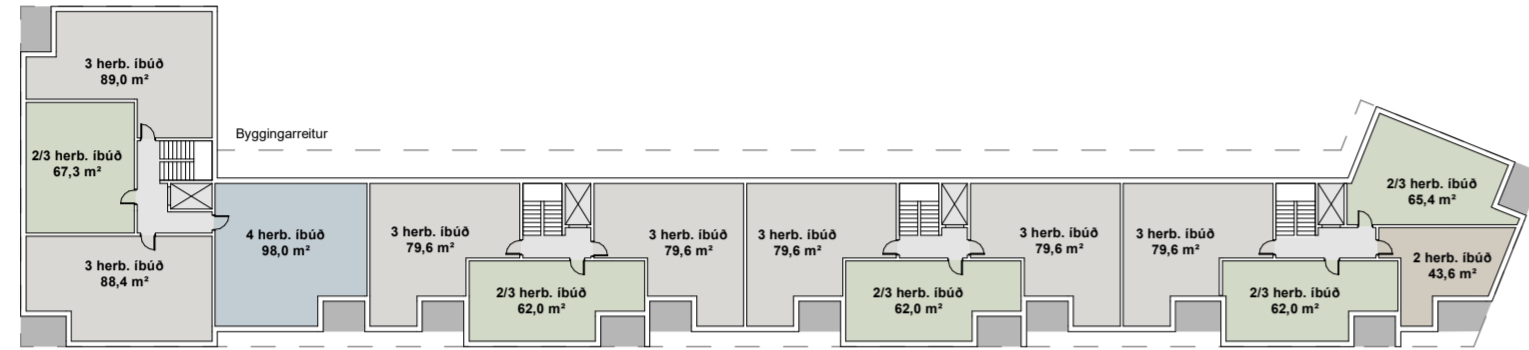 3 herb. íbúð
89,0 m²
Byggingarreitur
2/3 herb. íbúð
67,3 m²
2/3 herb. íbúð
65,4 m²
4 herb. íbúð
98,0 m²
3 herb. íbúð
79,6 m²
3 herb. íbúð
79,6 m²
3 herb. íbúð
79,6 m²
3 herb. íbúð
79,6 m²
3 herb. íbúð
79,6 m²
2 herb. íbúð
43,6 m²
3 herb. íbúð
88,4 m²
2/3 herb. íbúð
62,0 m²
2/3 herb. íbúð
62,0 m²
2/3 herb. íbúð
62,0 m²